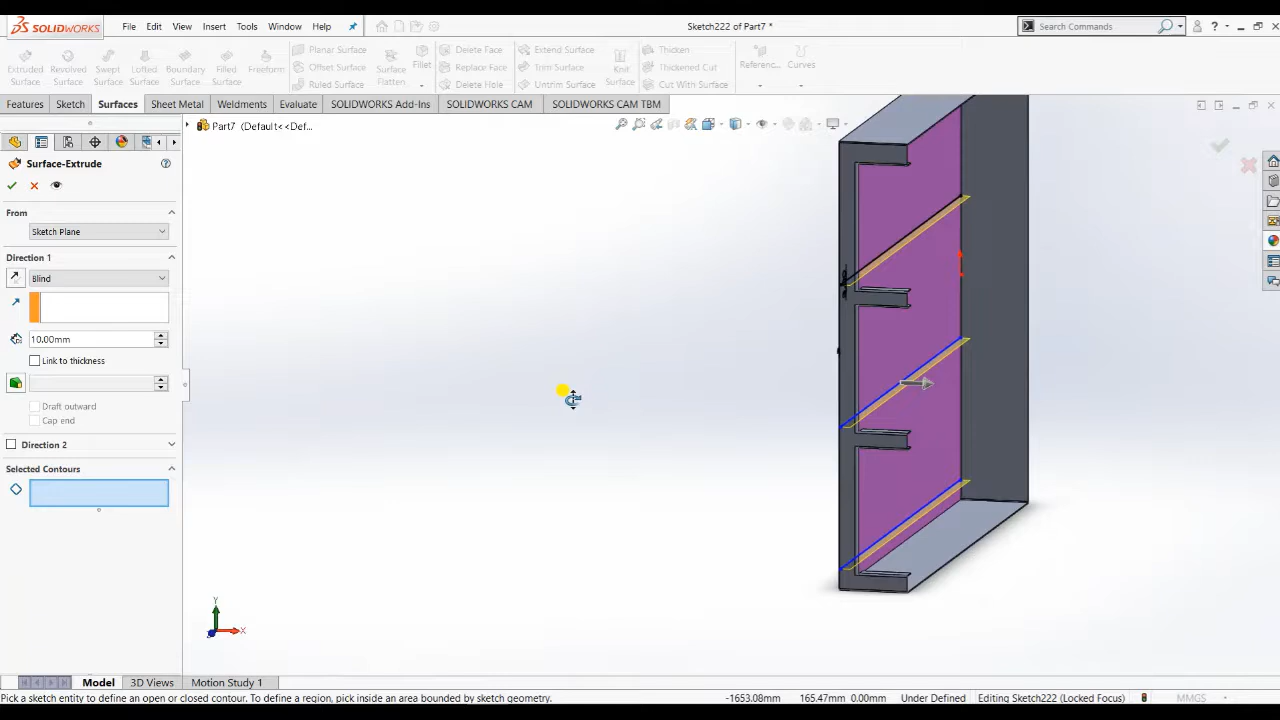 SOLIDWORKS File Edit View Insert Tools Window Help Sketch222 of Part7 * Search Commands ?
Extruded Surface Revolved Surface Swept Surface Lofted Surface Boundary Surface Filled Surface Freeform
Planar Surface Offset Surface Ruled Surface Surface Flatten Fillet
Delete Face Replace Face Delete Hole Extend Surface Trim Surface Untrim Surface Knit Surface
Thicken Thickened Cut Cut With Surface Referenc... Curves
Features Sketch Surfaces Sheet Metal Weldments Evaluate SOLIDWORKS Add-Ins SOLIDWORKS CAM SOLIDWORKS CAM TBM
Part7 (Default<<Def...
Surface-Extrude
From
Sketch Plane
Direction 1
Blind
10.00mm
Link to thickness
Draft outward
Cap end
Direction 2
Selected Contours
Y
X
Model 3D Views Motion Study 1
Pick a sketch entity to define an open or closed contour. To define a region, pick inside an area bounded by sketch geometry. -1653.08mm 165.47mm 0.00mm Under Defined Editing Sketch222 (Locked Focus) MMGS